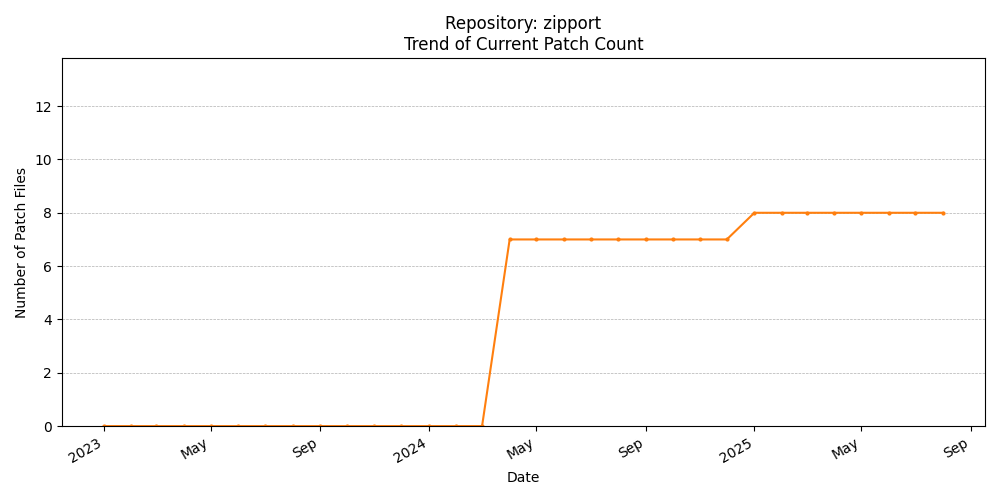 Repository: zipport
Trend of Current Patch Count
Number of Patch Files
12
10
8
6
4
2
0
2023
May
Sep
2024
May
Sep
2025
May
Sep
Date